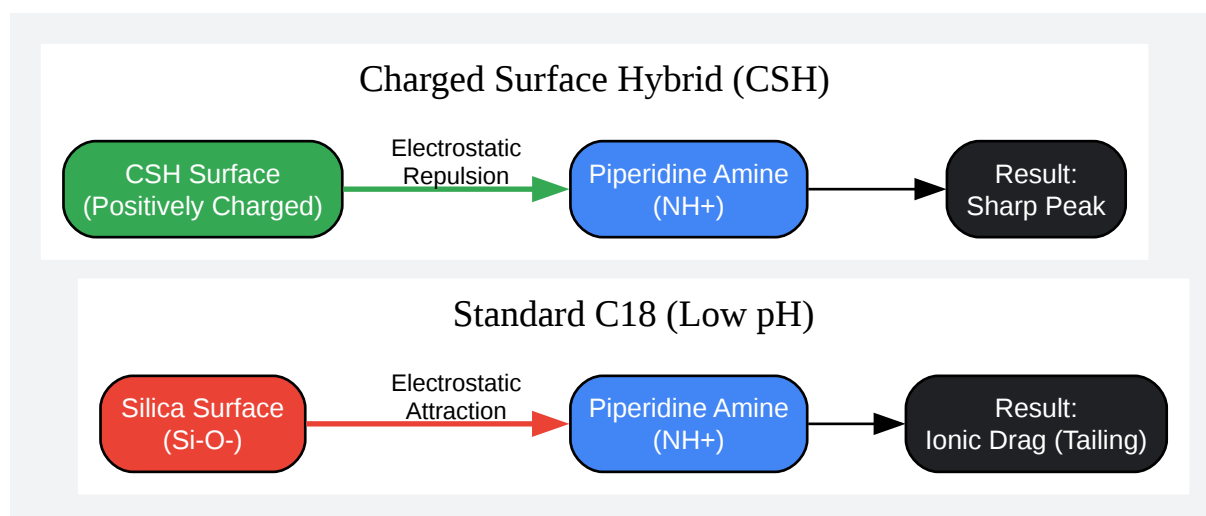 Charged Surface Hybrid (CSH)
CSH Surface
(Positively Charged)
Electrostatic
Repulsion
Piperidine Amine
(NH+)
Result:
Sharp Peak
Standard C18 (Low pH)
Silica Surface
(Si-O-)
Electrostatic
Attraction
Piperidine Amine
(NH+)
Result:
Ionic Drag (Tailing)